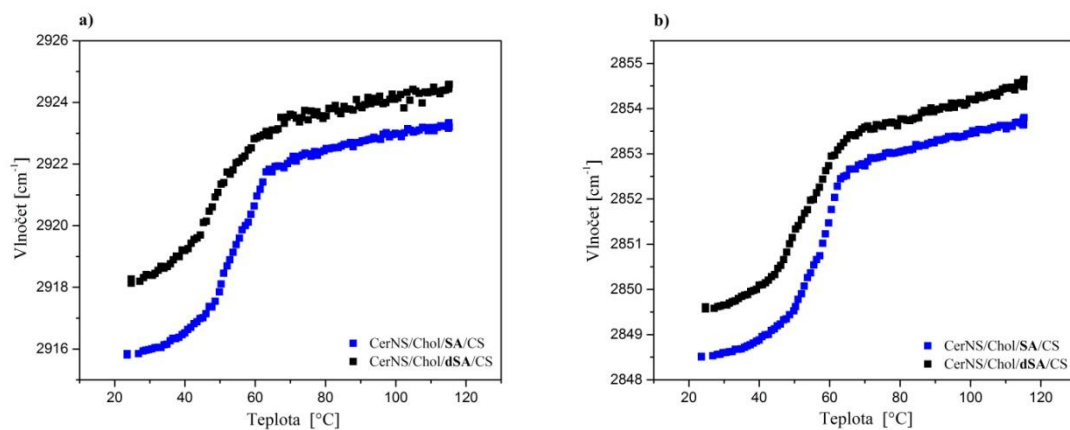 a)
2926
2924
2922
2920
2918
2916
Vlnočet [cm⁻¹]
20 40 60 80 100 120
Teplota [°C]
CerNS/Chol/SA/CS
CerNS/Chol/dSA/CS
b)
2855
2854
2853
2852
2851
2850
2849
2848
Vlnočet [cm⁻¹]
20 40 60 80 100 120
Teplota [°C]
CerNS/Chol/SA/CS
CerNS/Chol/dSA/CS